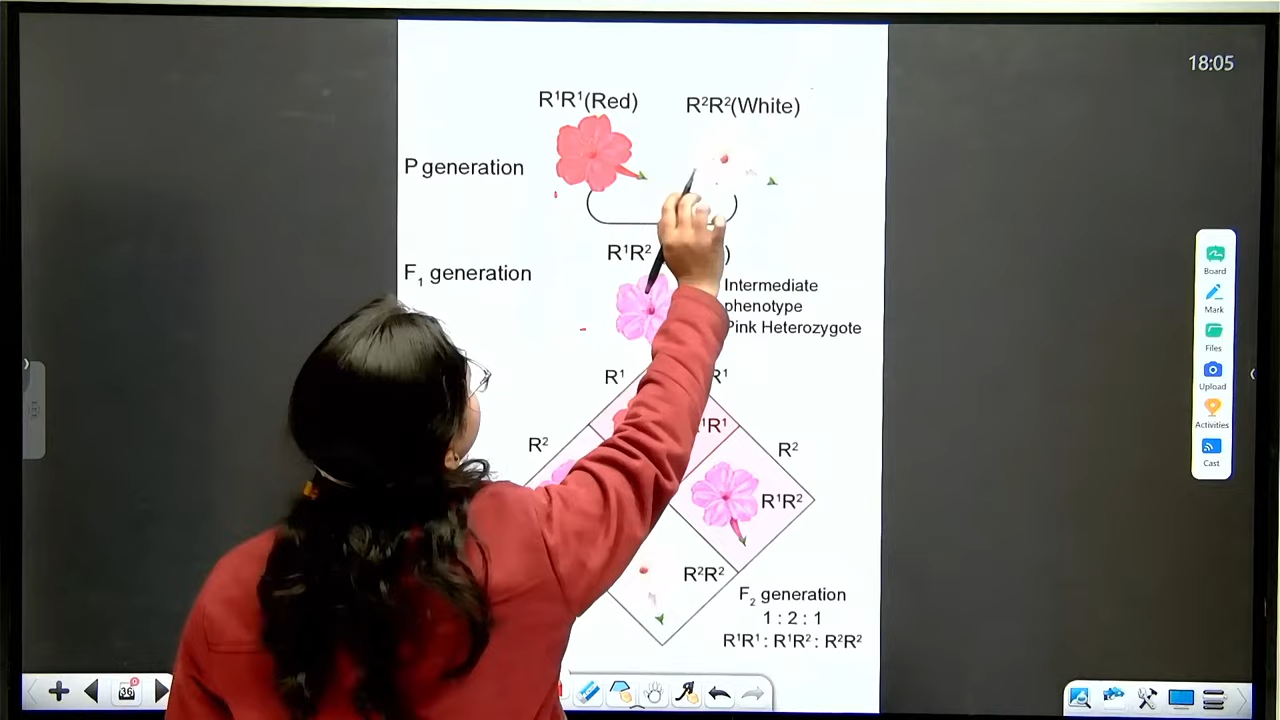 18:05
R¹R¹(Red) R²R²(White)
P generation
R¹R² )
F₁ generation
Intermediate
phenotype
Pink Heterozygote
R¹ R¹
R¹R¹
R² R²
R¹R²
R²R²
F₂ generation
1 : 2 : 1
R¹R¹ : R¹R² : R²R²
Board
Mark
Files
Upload
Activities
Cast
36